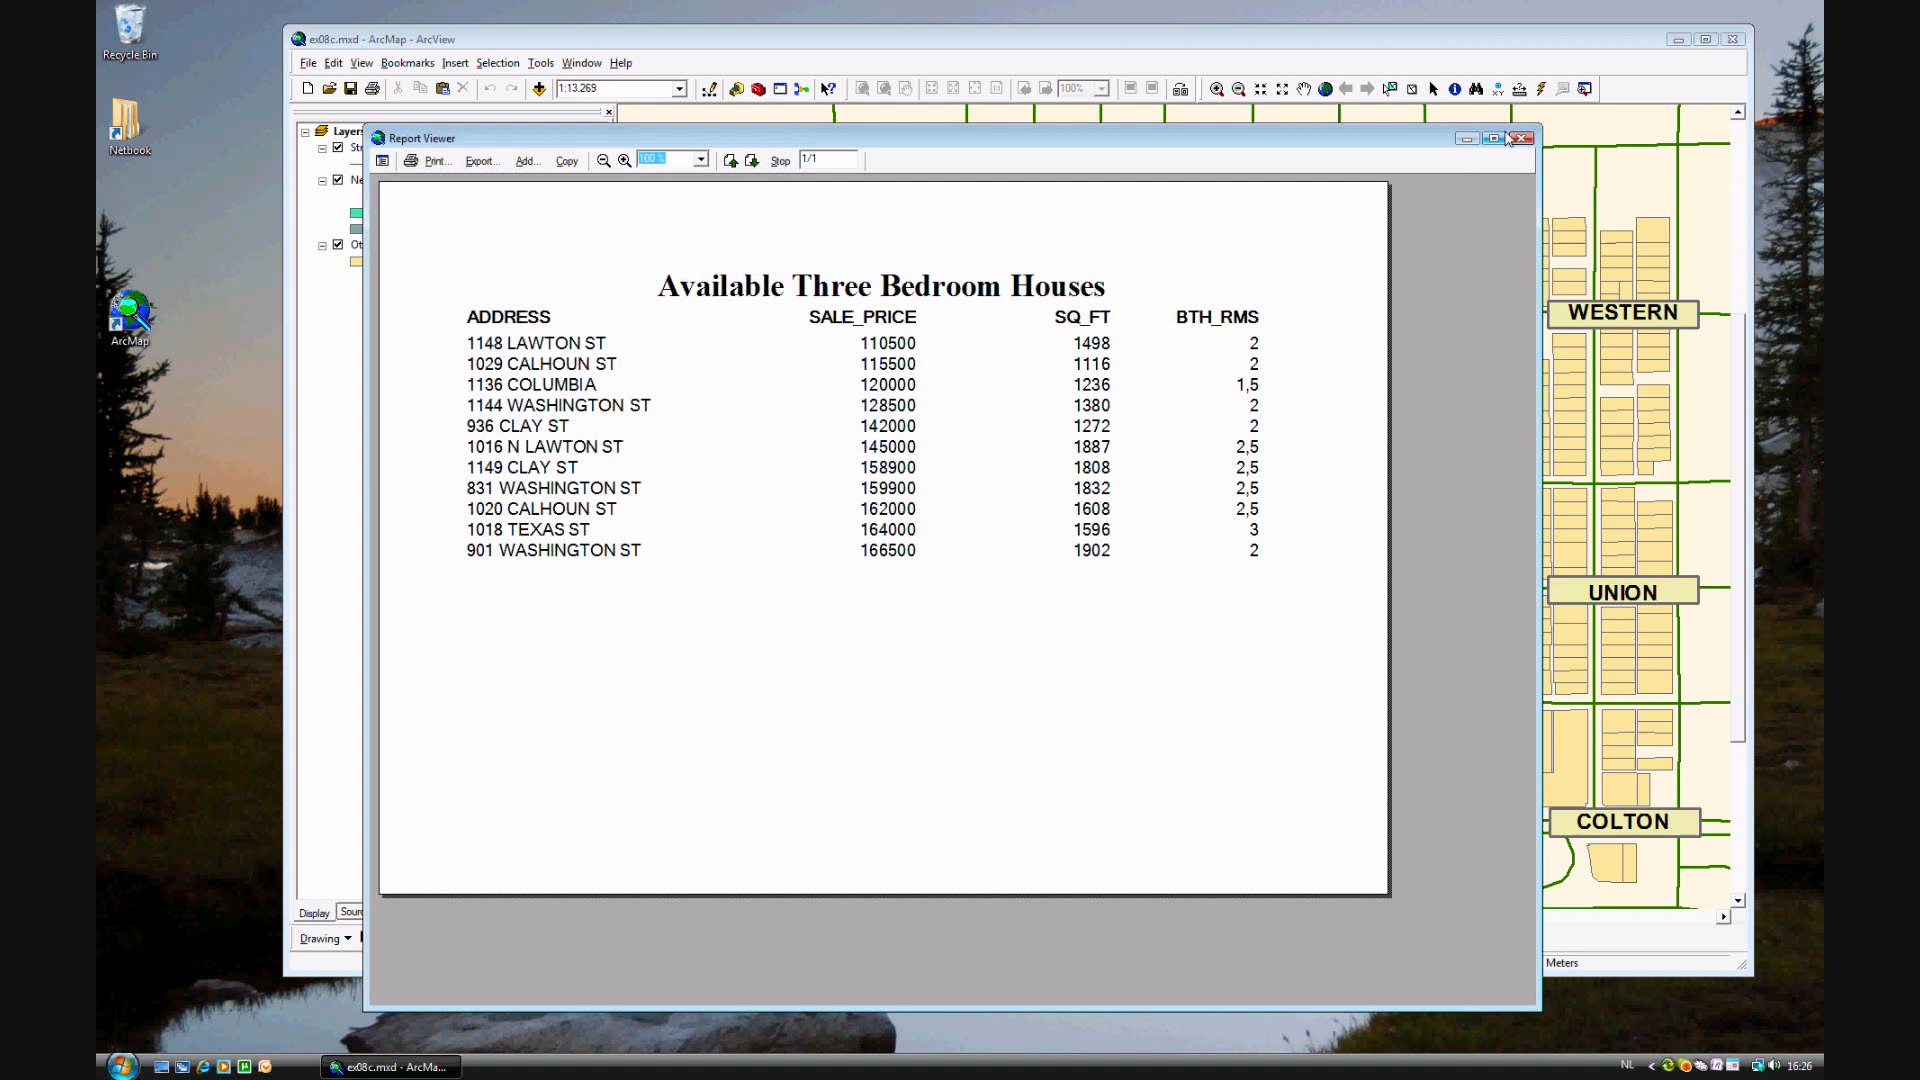 Recycle Bin
Netbook
ArcMap
ex08c.mxd - ArcMap - ArcView
File Edit View Bookmarks Insert Selection Tools Window Help
1:13.269
100%
Layers
St
Ne
Ot
Report Viewer
Print... Export... Add... Copy 100 % Stop 1/1
Available Three Bedroom Houses
ADDRESS SALE_PRICE SQ_FT BTH_RMS
1148 LAWTON ST 110500 1498 2
1029 CALHOUN ST 115500 1116 2
1136 COLUMBIA 120000 1236 1,5
1144 WASHINGTON ST 128500 1380 2
936 CLAY ST 142000 1272 2
1016 N LAWTON ST 145000 1887 2,5
1149 CLAY ST 158900 1808 2,5
831 WASHINGTON ST 159900 1832 2,5
1020 CALHOUN ST 162000 1608 2,5
1018 TEXAS ST 164000 1596 3
901 WASHINGTON ST 166500 1902 2
WESTERN
UNION
COLTON
Display Sourc
Drawing
Meters
ex08c.mxd - ArcMa...
NL 16:26